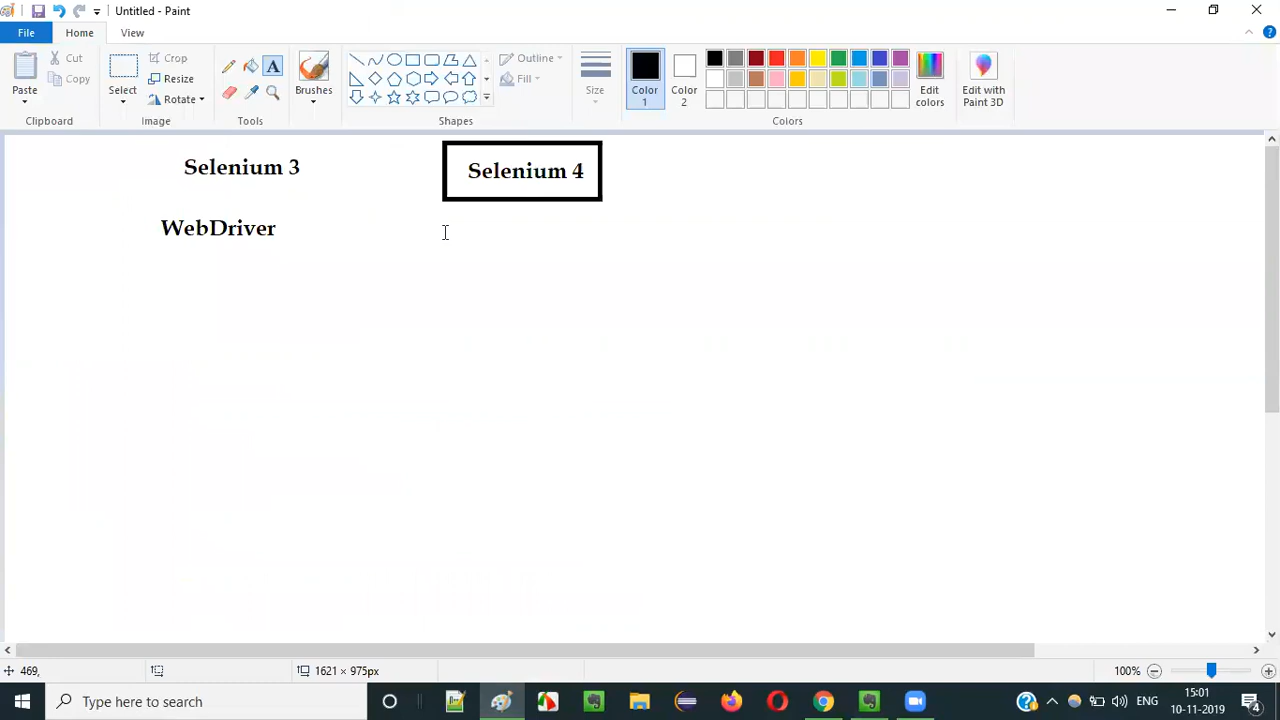 Untitled - Paint
File
Home
View
Paste
Cut
Copy
Clipboard
Select
Crop
Resize
Rotate
Image
A
Tools
Brushes
Outline
Fill
Shapes
Size
Color 1
Color 2
Edit colors
Edit with Paint 3D
Colors
Selenium 3
Selenium 4
WebDriver
469,
1621 × 975px
100%
Type here to search
ENG
15:01
10-11-2019
4